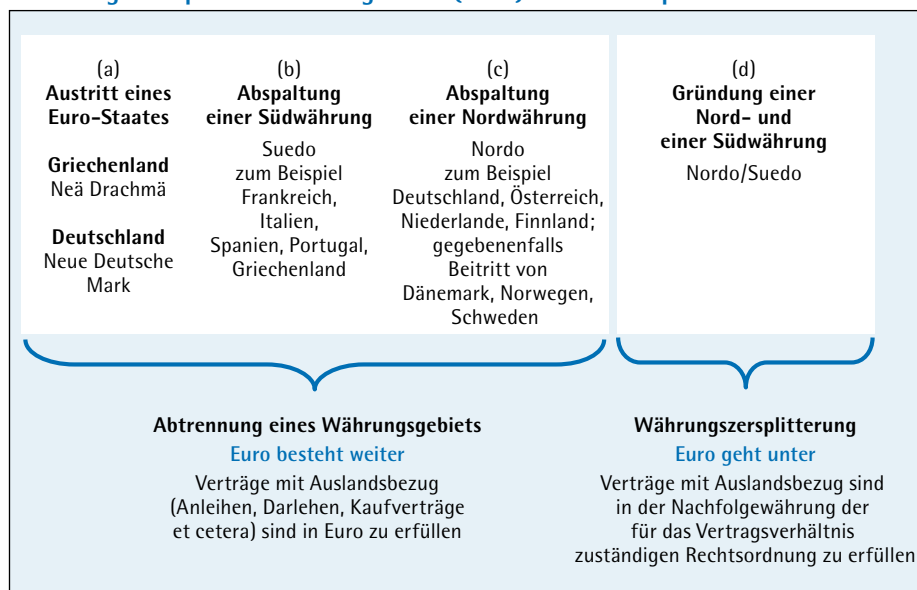 (a)
Austritt eines
Euro-Staates
Griechenland
Neä Drachmä
Deutschland
Neue Deutsche
Mark
(b)
Abspaltung
einer Südwährung
Suedo
zum Beispiel
Frankreich,
Italien,
Spanien, Portugal,
Griechenland
(c)
Abspaltung
einer Nordwährung
Nordo
zum Beispiel
Deutschland, Österreich,
Niederlande, Finnland;
gegebenenfalls
Beitritt von
Dänemark, Norwegen,
Schweden
(d)
Gründung einer
Nord- und
einer Südwährung
Nordo/Suedo
Abtrennung eines Währungsgebiets
Euro besteht weiter
Verträge mit Auslandsbezug
(Anleihen, Darlehen, Kaufverträge
et cetera) sind in Euro zu erfüllen
Währungszersplitterung
Euro geht unter
Verträge mit Auslandsbezug sind
in der Nachfolgewährung der
für das Vertragsverhältnis
zuständigen Rechtsordnung zu erfüllen